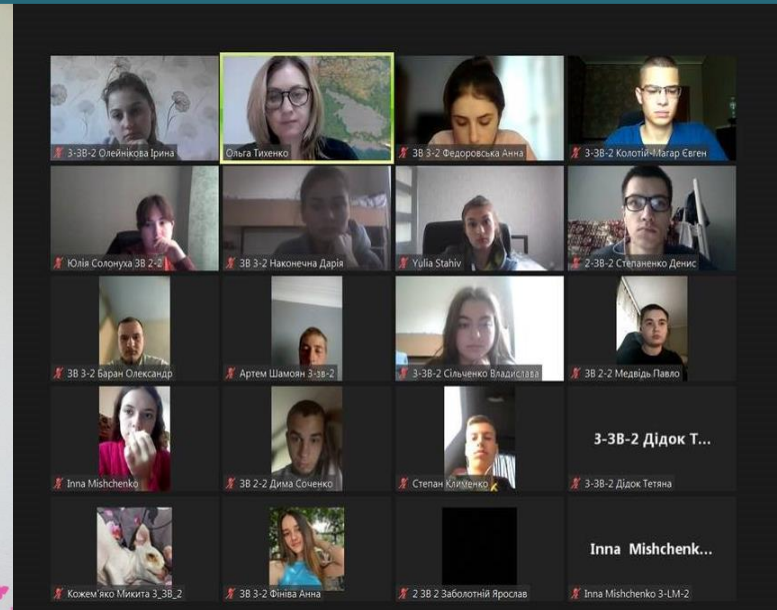 3-ЗВ-2 Олейнікова Ірина
Ольга Тихенко
ЗВ 3-2 Федоровська Анна
3-ЗВ-2 Колотій-Магар Євген
Юлія Солонуха ЗВ 2-2
ЗВ 3-2 Наконечна Дарія
Yulia Stahiv
2-ЗВ-2 Степаненко Денис
ЗВ 3-2 Баран Олександр
Артем Шамоян 3-зв-2
3-ЗВ-2 Сільченко Владислава
ЗВ 2-2 Медвідь Павло
Inna Mishchenko
ЗВ 2-2 Дима Соченко
Степан Клименко
3-ЗВ-2 Дідок Т...
3-ЗВ-2 Дідок Тетяна
Кожем'яко Микита 3_ЗВ_2
ЗВ 3-2 Фініва Анна
2 ЗВ 2 Заболотній Ярослав
Inna Mishchenk...
Inna Mishchenko 3-LM-2